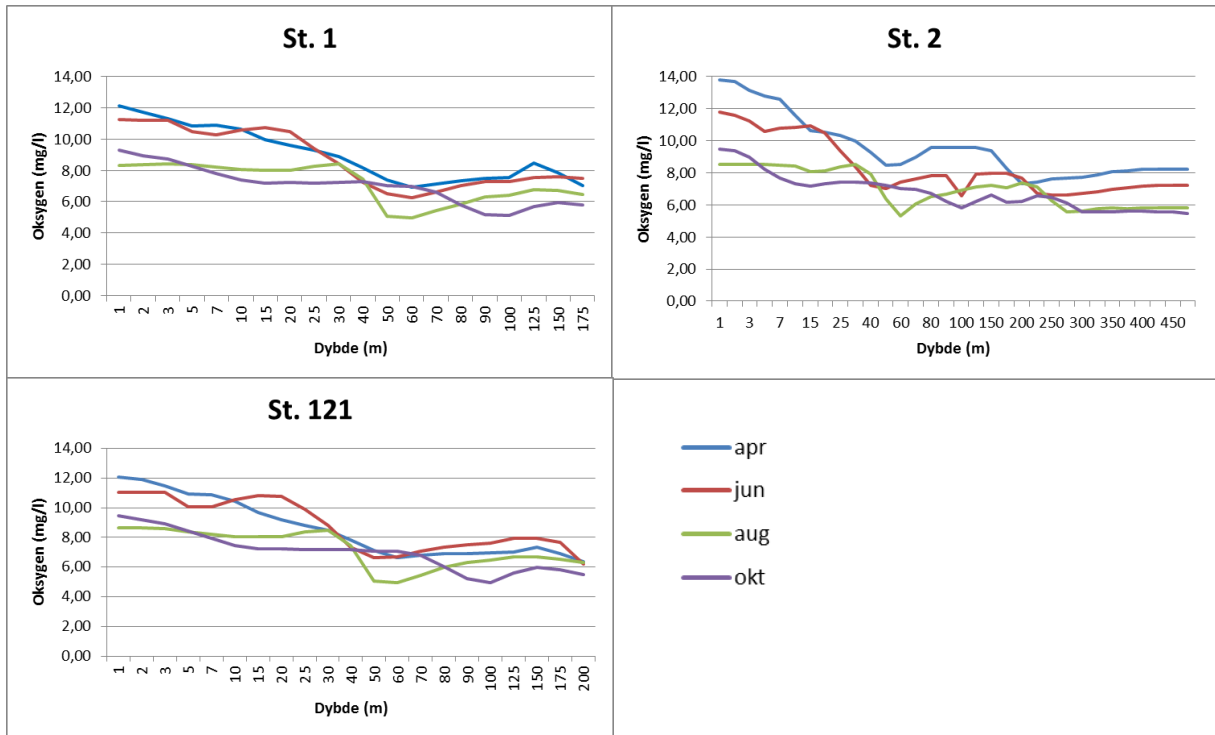 St. 1
Oksygen (mg/l)
14,00
12,00
10,00
8,00
6,00
4,00
2,00
0,00
1 2 3 5 7 10 15 20 25 30 40 50 60 70 80 90 100 125 150 175
Dybde (m)
St. 2
Oksygen (mg/l)
14,00
12,00
10,00
8,00
6,00
4,00
2,00
0,00
1 3 7 15 25 40 60 80 100 150 200 250 300 350 400 450
Dybde (m)
St. 121
Oksygen (mg/l)
14,00
12,00
10,00
8,00
6,00
4,00
2,00
0,00
1 2 3 5 7 10 15 20 25 30 40 50 60 70 80 90 100 125 150 175 200
Dybde (m)
apr
jun
aug
okt